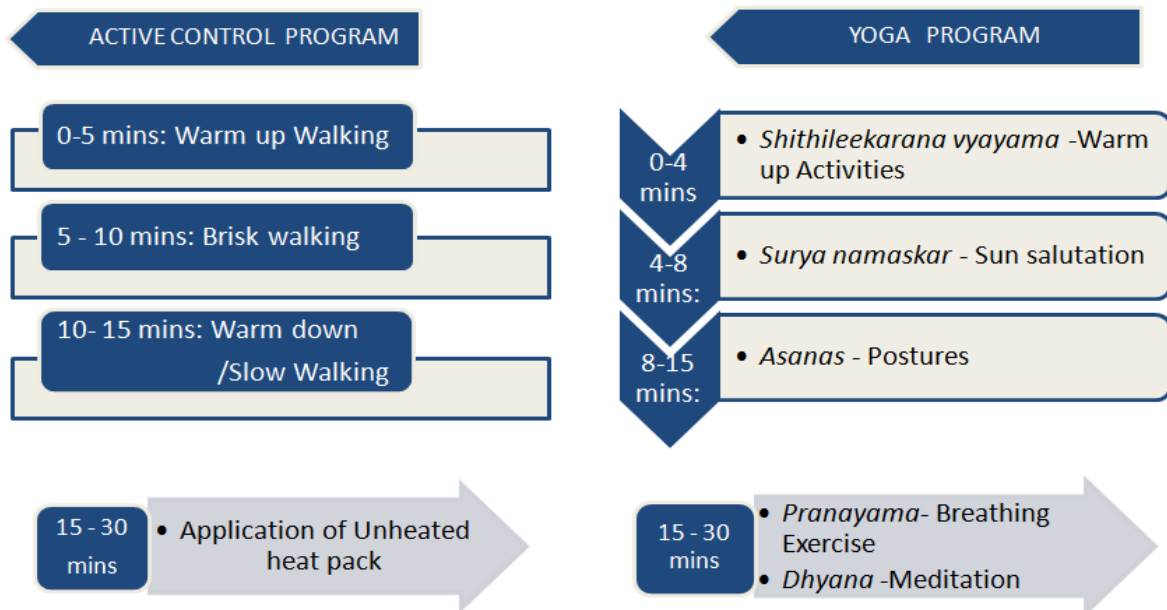 ACTIVE CONTROL PROGRAM
0-5 mins: Warm up Walking
5 - 10 mins: Brisk walking
10- 15 mins: Warm down
/Slow Walking
15 - 30
mins
• Application of Unheated
heat pack
YOGA PROGRAM
0-4
mins
• Shithileekarana vyayama -Warm
up Activities
4-8
mins:
• Surya namaskar - Sun salutation
8-15
mins:
• Asanas - Postures
15 - 30
mins
• Pranayama- Breathing
Exercise
• Dhyana -Meditation